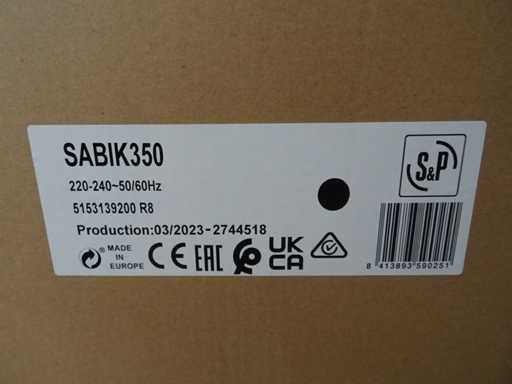 SABIK350
S&P
220-240~50/60Hz
5153139200 R8
Production:03/2023-2744518
MADE
IN
EUROPE
CE EAC UK
CA
8 413893 590251